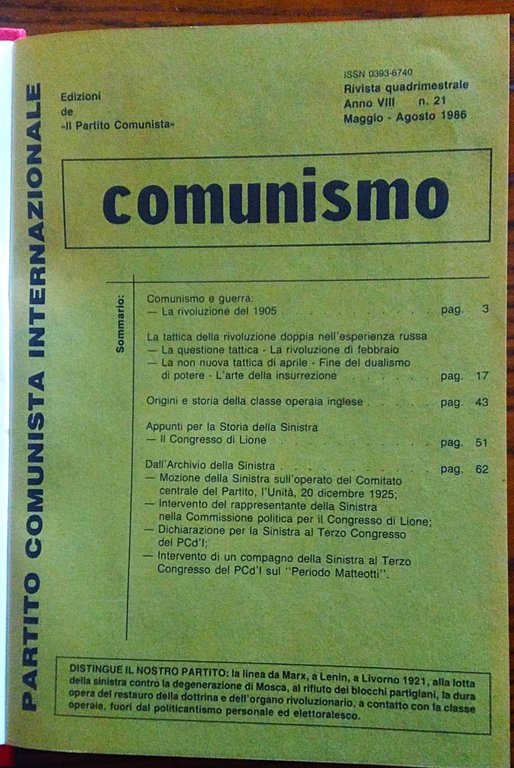 PARTITO COMUNISTA INTERNAZIONALE
Edizioni
de
«Il Partito Comunista»
ISSN 0393-6740
Rivista quadrimestrale
Anno VIII n. 21
Maggio - Agosto 1986
comunismo
Sommario:
Comunismo e guerra:
— La rivoluzione del 1905 . . . . . . . . . . . . . . . . pag. 3
La tattica della rivoluzione doppia nell'esperienza russa
— La questione tattica - La rivoluzione di febbraio
— La non nuova tattica di aprile - Fine del dualismo
di potere - L'arte della insurrezione . . . . . . . . . . pag. 17
Origini e storia della classe operaia inglese . . . . . . . pag. 43
Appunti per la Storia della Sinistra
— Il Congresso di Lione . . . . . . . . . . . . . . . . . pag. 51
Dall'Archivio della Sinistra . . . . . . . . . . . . . . . pag. 62
— Mozione della Sinistra sull'operato del Comitato
centrale del Partito, l'Unità, 20 dicembre 1925;
— Intervento del rappresentante della Sinistra
nella Commissione politica per il Congresso di Lione;
— Dichiarazione per la Sinistra al Terzo Congresso
del PCd'I;
— Intervento di un compagno della Sinistra al Terzo
Congresso del PCd'I sul "Periodo Matteotti".
DISTINGUE IL NOSTRO PARTITO: la linea da Marx, a Lenin, a Livorno 1921, alla lotta
della sinistra contro la degenerazione di Mosca, al rifiuto dei blocchi partigiani, la dura
opera del restauro della dottrina e dell'organo rivoluzionario, a contatto con la classe
operaia, fuori dal politicantismo personale ed elettoralesco.